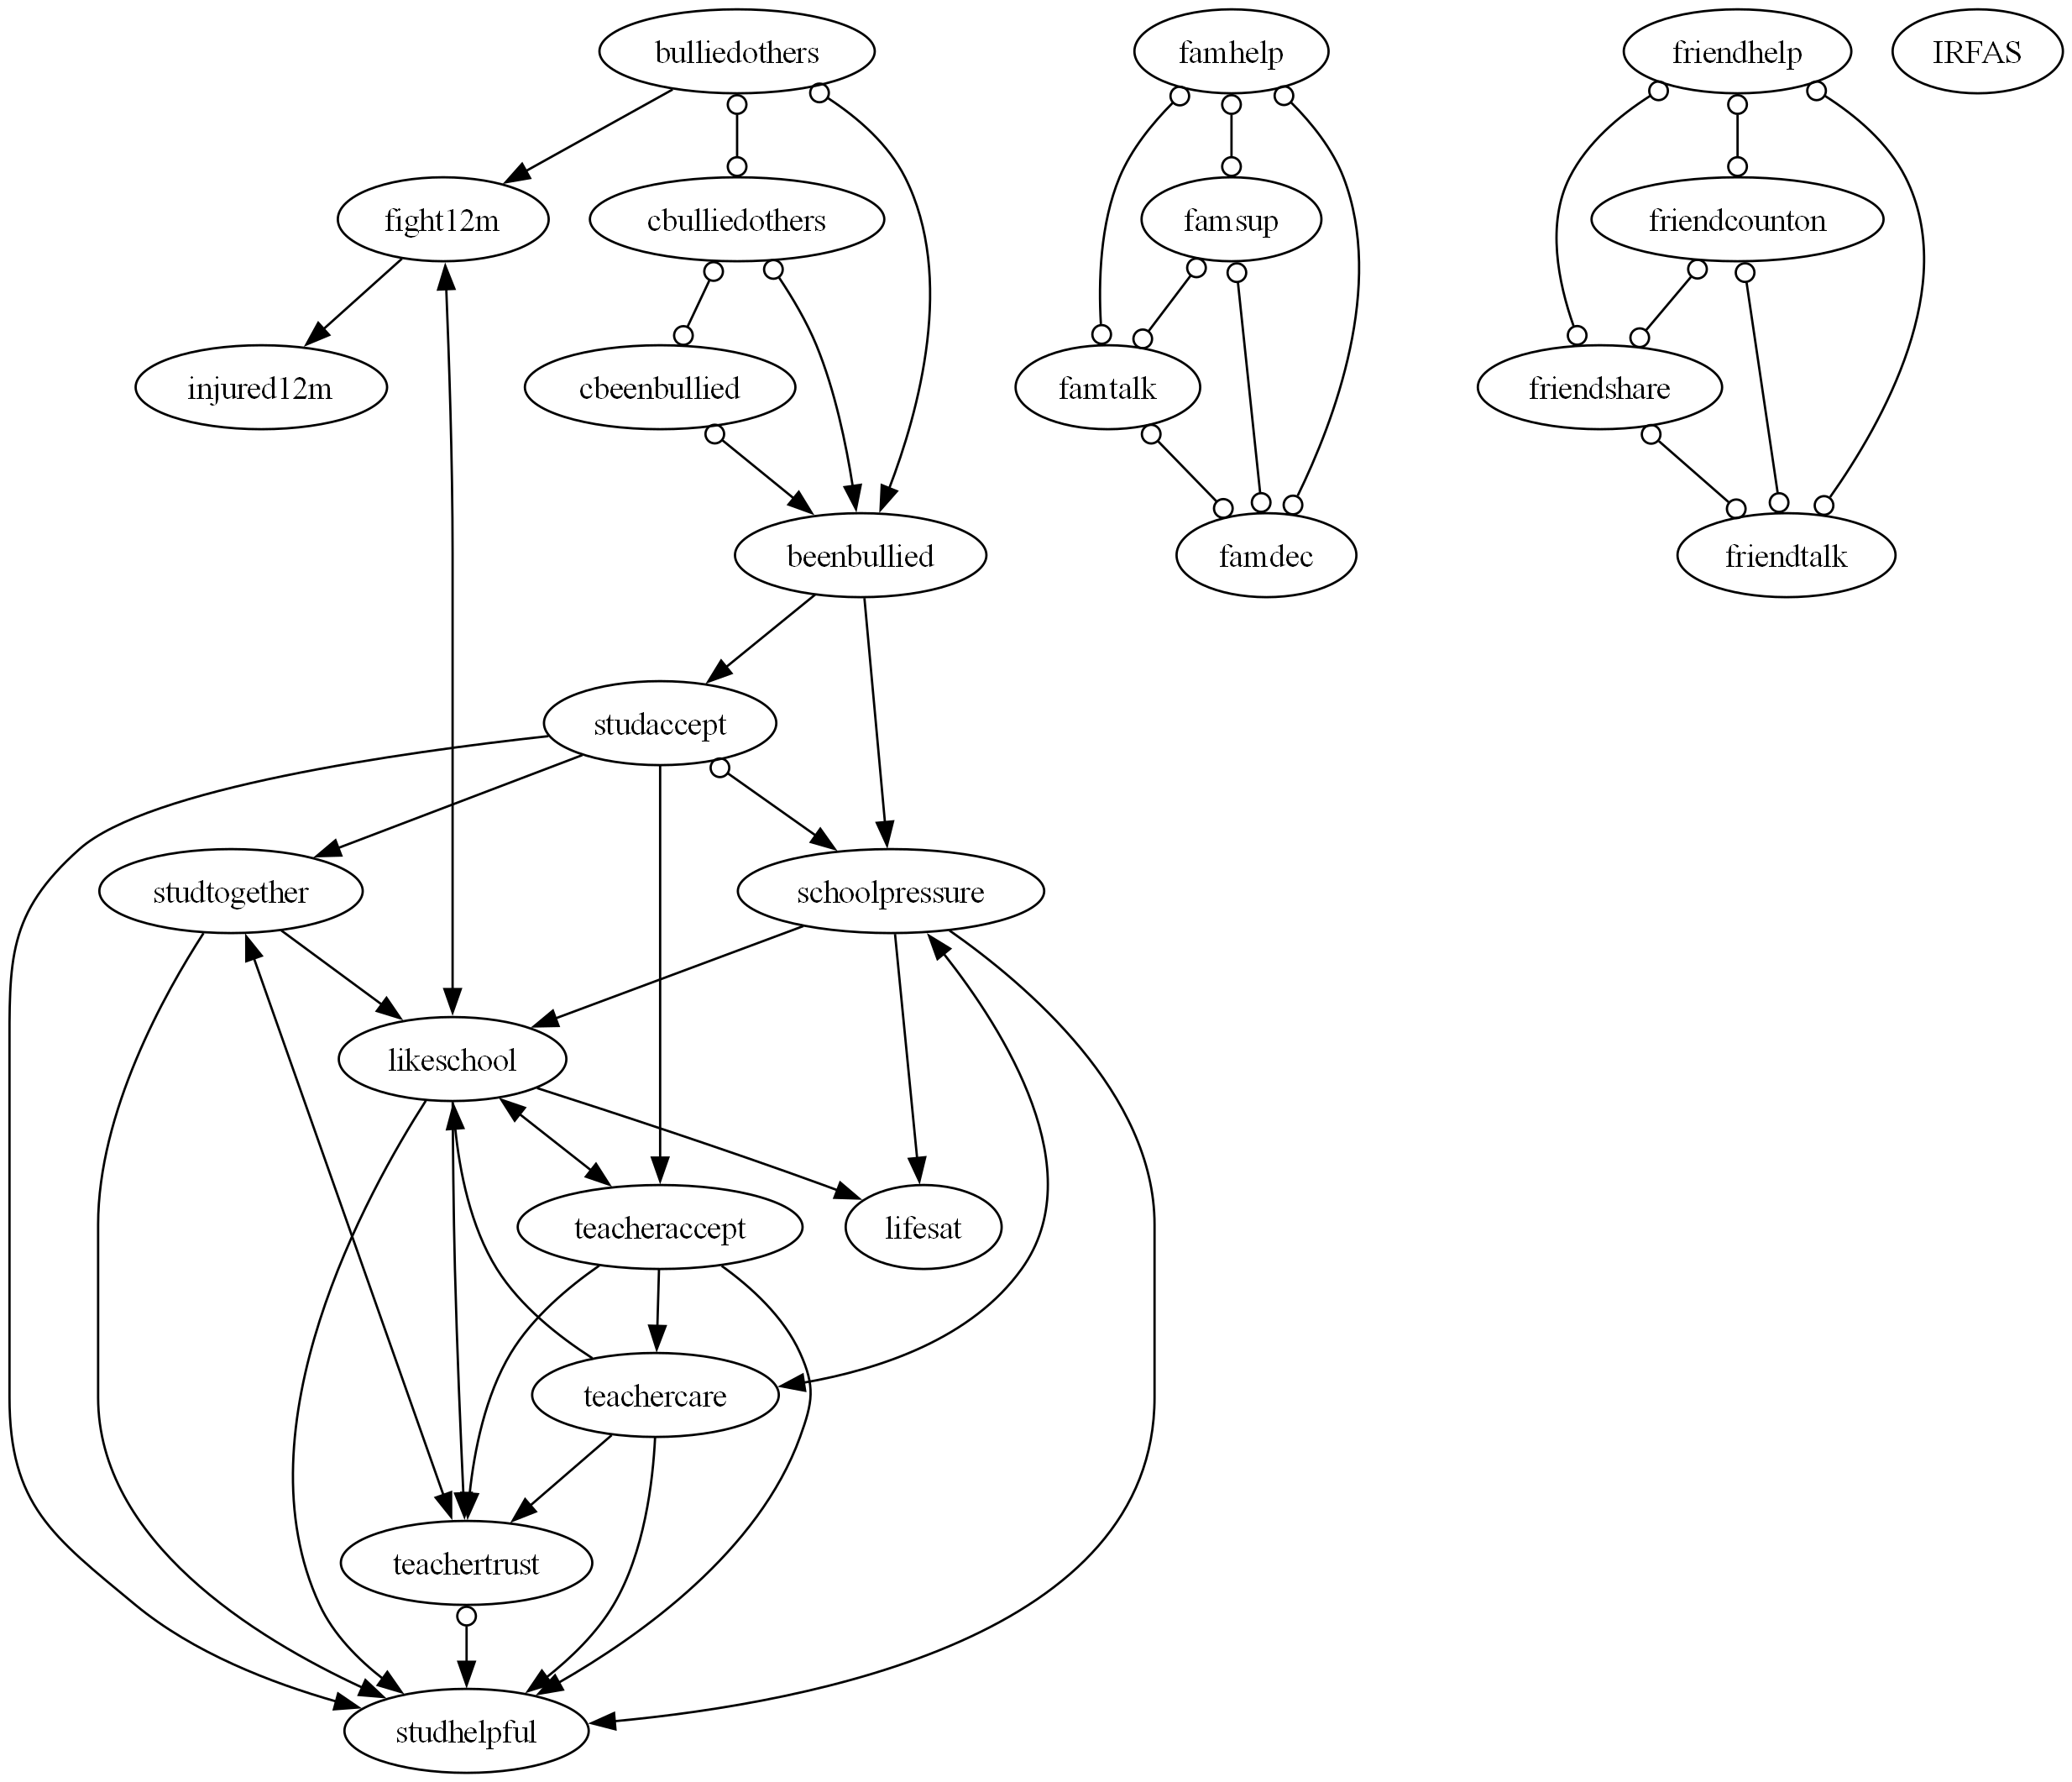 bulliedothers
famhelp
friendhelp
IRFAS
fight12m
cbulliedothers
famsup
friendcounton
injured12m
cbeenbullied
famtalk
friendshare
beenbullied
famdec
friendtalk
studaccept
studtogether
schoolpressure
likeschool
teacheraccept
lifesat
teachercare
teachertrust
studhelpful